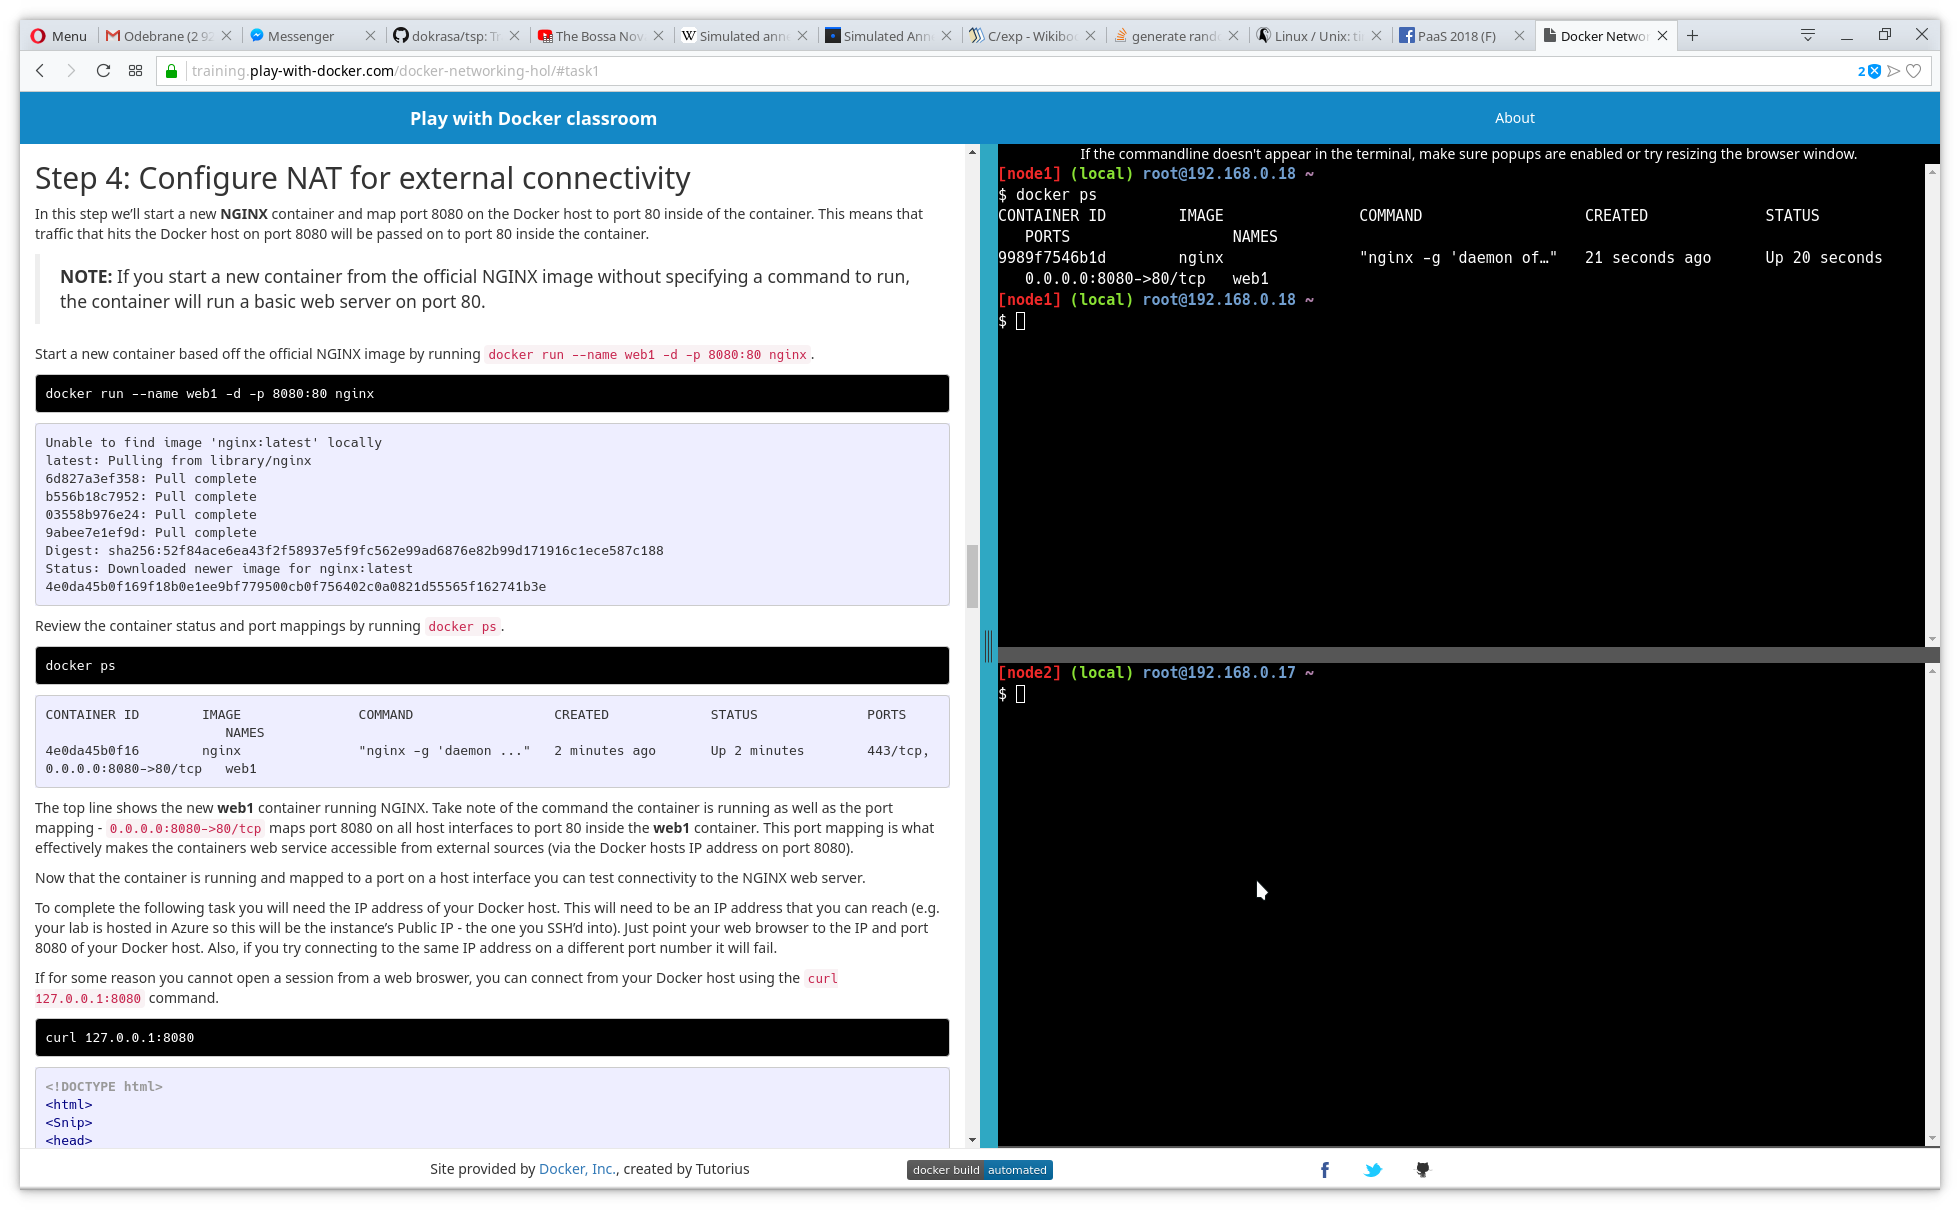 Menu
Odebrane (2 92
Messenger
dokrasa/tsp: Tr
The Bossa Nov
Simulated anne
Simulated Anne
C/exp - Wikiboo
generate rando
Linux / Unix: ti
PaaS 2018 (F)
Docker Networ
training.play-with-docker.com/docker-networking-hol/#task1
2
Play with Docker classroom
About
Step 4: Configure NAT for external connectivity
In this step we’ll start a new NGINX container and map port 8080 on the Docker host to port 80 inside of the container. This means that
traffic that hits the Docker host on port 8080 will be passed on to port 80 inside the container.
NOTE: If you start a new container from the official NGINX image without specifying a command to run,
the container will run a basic web server on port 80.
Start a new container based off the official NGINX image by running docker run --name web1 -d -p 8080:80 nginx.
docker run --name web1 -d -p 8080:80 nginx
Unable to find image 'nginx:latest' locally
latest: Pulling from library/nginx
6d827a3ef358: Pull complete
b556b18c7952: Pull complete
03558b976e24: Pull complete
9abee7e1ef9d: Pull complete
Digest: sha256:52f84ace6ea43f2f58937e5f9fc562e99ad6876e82b99d171916c1ece587c188
Status: Downloaded newer image for nginx:latest
4e0da45b0f169f18b0e1ee9bf779500cb0f756402c0a0821d55565f162741b3e
Review the container status and port mappings by running docker ps.
docker ps
CONTAINER ID IMAGE COMMAND CREATED STATUS PORTS
NAMES
4e0da45b0f16 nginx "nginx -g 'daemon ..." 2 minutes ago Up 2 minutes 443/tcp,
0.0.0.0:8080->80/tcp web1
The top line shows the new web1 container running NGINX. Take note of the command the container is running as well as the port
mapping - 0.0.0.0:8080->80/tcp maps port 8080 on all host interfaces to port 80 inside the web1 container. This port mapping is what
effectively makes the containers web service accessible from external sources (via the Docker hosts IP address on port 8080).
Now that the container is running and mapped to a port on a host interface you can test connectivity to the NGINX web server.
To complete the following task you will need the IP address of your Docker host. This will need to be an IP address that you can reach (e.g.
your lab is hosted in Azure so this will be the instance’s Public IP - the one you SSH’d into). Just point your web browser to the IP and port
8080 of your Docker host. Also, if you try connecting to the same IP address on a different port number it will fail.
If for some reason you cannot open a session from a web broswer, you can connect from your Docker host using the curl
127.0.0.1:8080 command.
curl 127.0.0.1:8080
<!DOCTYPE html>
<html>
<Snip>
<head>
If the commandline doesn't appear in the terminal, make sure popups are enabled or try resizing the browser window.
[node1] (local) root@192.168.0.18 ~
$ docker ps
CONTAINER ID IMAGE COMMAND CREATED STATUS
PORTS NAMES
9989f7546b1d nginx "nginx -g 'daemon of…" 21 seconds ago Up 20 seconds
0.0.0.0:8080->80/tcp web1
[node1] (local) root@192.168.0.18 ~
$
[node2] (local) root@192.168.0.17 ~
$
Site provided by Docker, Inc., created by Tutorius
docker build automated